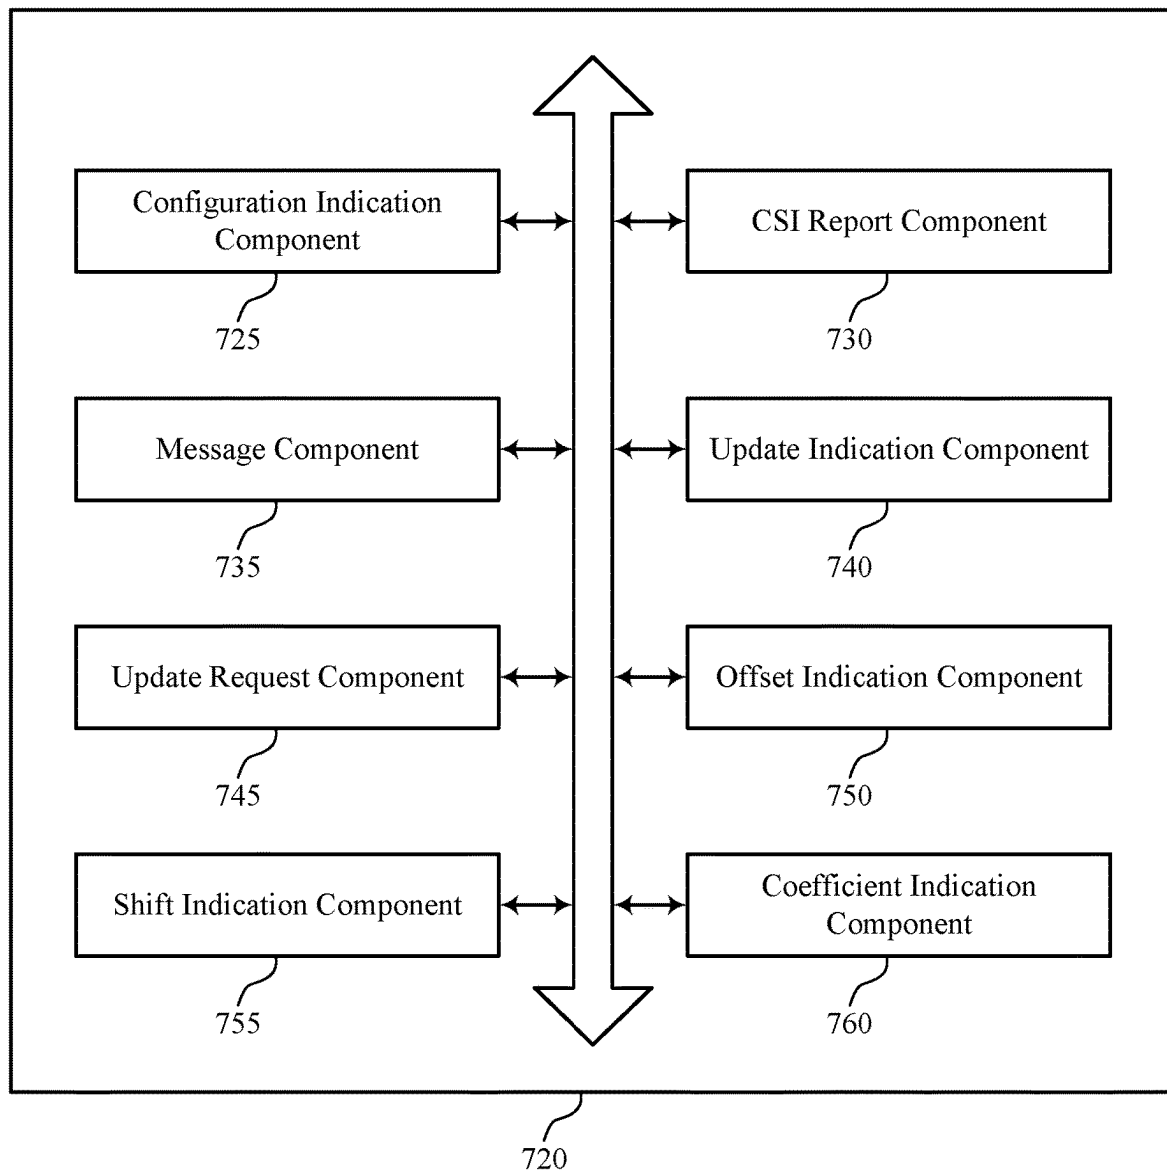 Configuration Indication
Component
725
CSI Report Component
730
Message Component
735
Update Indication Component
740
Update Request Component
745
Offset Indication Component
750
Shift Indication Component
755
Coefficient Indication
Component
760
720